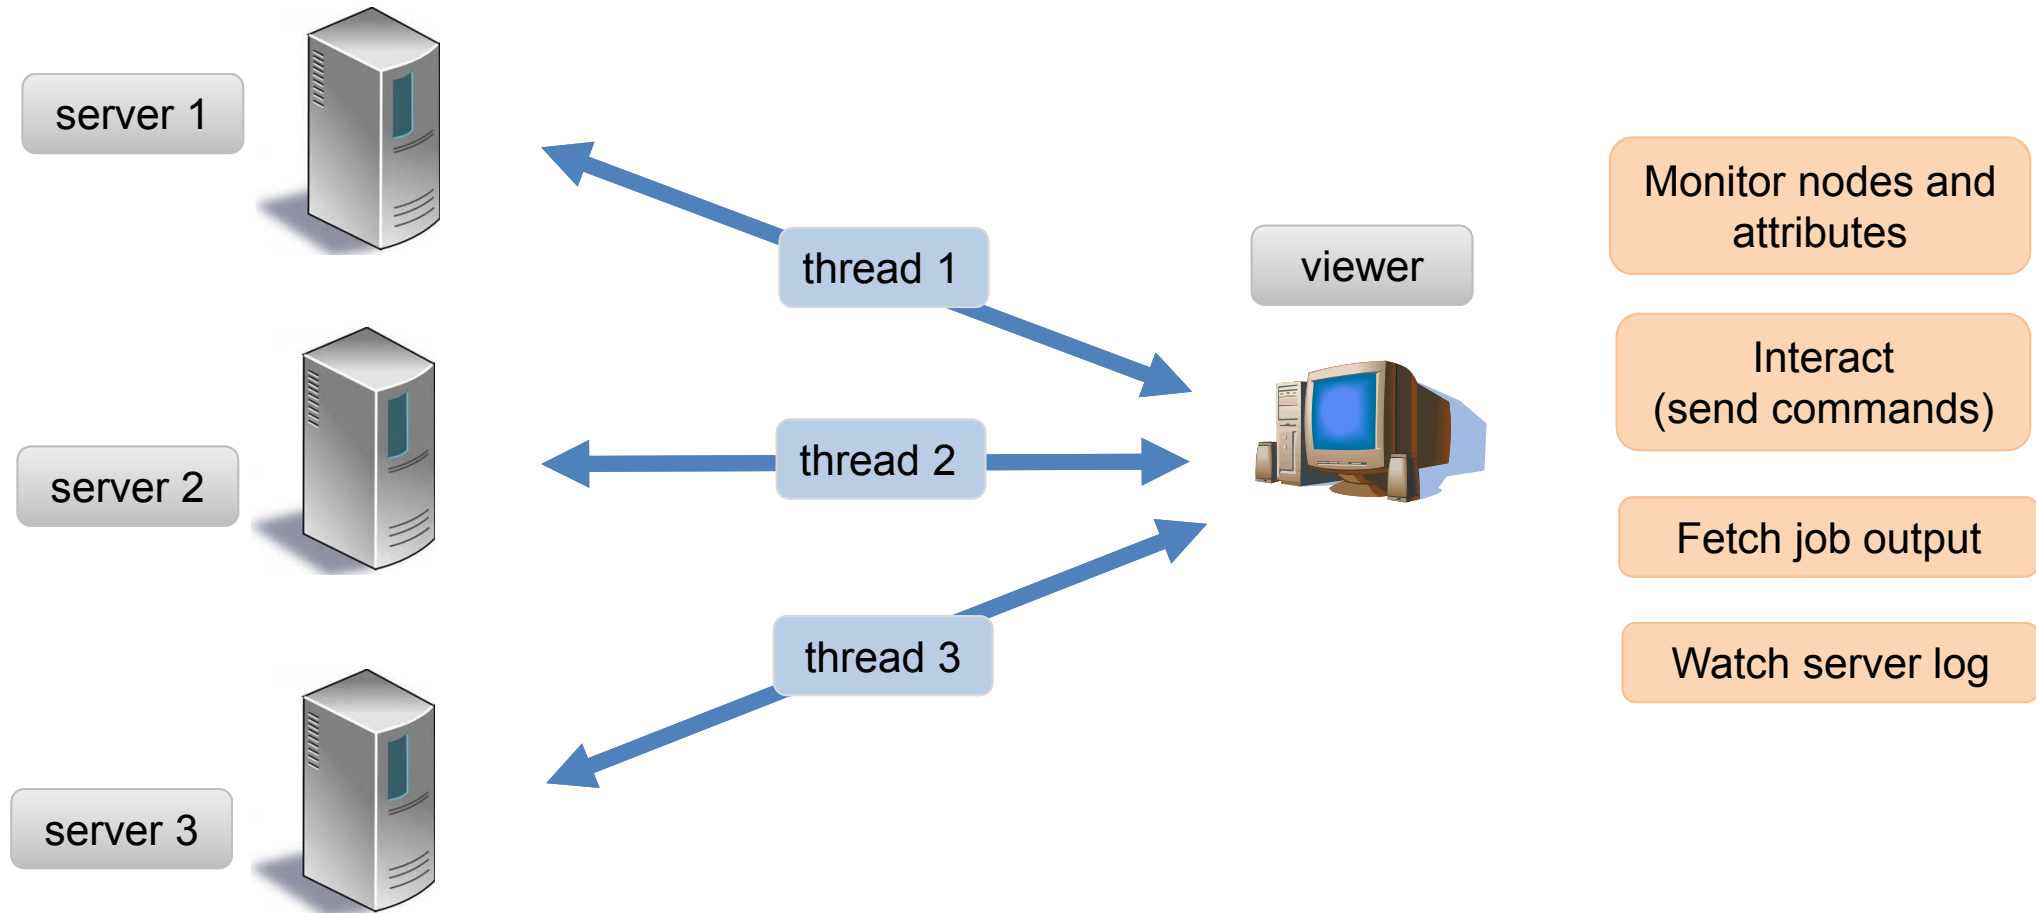 server 1
thread 1
viewer
Monitor nodes and
attributes
Interact
(send commands)
server 2
thread 2
Fetch job output
thread 3
Watch server log
server 3